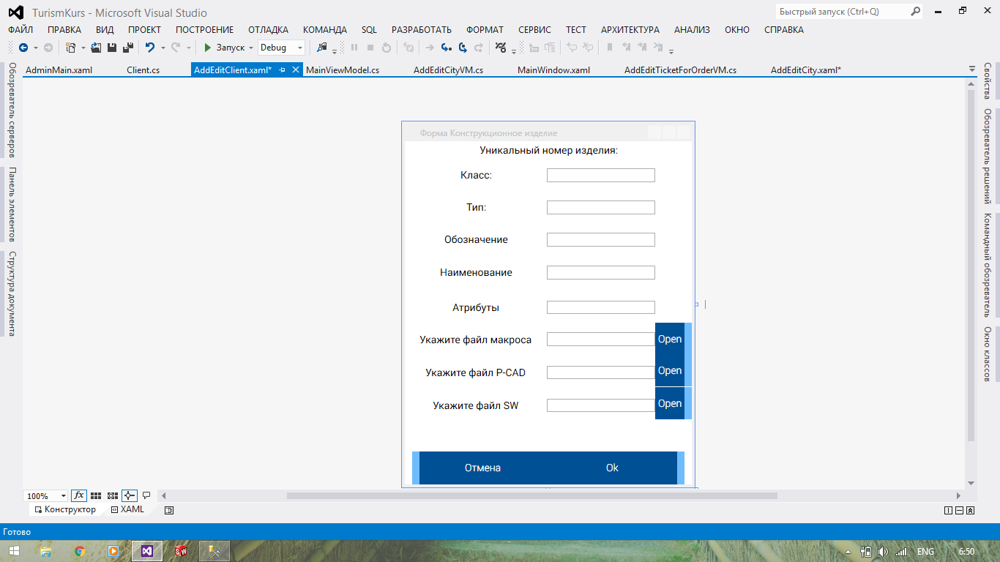 TurismKurs - Microsoft Visual Studio
Быстрый запуск (Ctrl+Q)
ФАЙЛ ПРАВКА ВИД ПРОЕКТ ПОСТРОЕНИЕ ОТЛАДКА КОМАНДА SQL РАЗРАБОТАТЬ ФОРМАТ СЕРВИС ТЕСТ АРХИТЕКТУРА АНАЛИЗ ОКНО СПРАВКА
Запуск Debug
AdminMain.xaml Client.cs AddEditClient.xaml* MainViewModel.cs AddEditCityVM.cs MainWindow.xaml AddEditTicketForOrderVM.cs AddEditCity.xaml*
Обозреватель серверов
Панель элементов
Структура документа
Форма Конструкционное изделие
Уникальный номер изделия:
Класс:
Тип:
Обозначение
Наименование
Атрибуты
Укажите файл макроса Open
Укажите файл P-CAD Open
Укажите файл SW Open
Отмена Ok
Свойства
Обозреватель решений
Командный обозреватель
Окно классов
100% fx
Конструктор XAML
Готово
SW
ENG 6:50